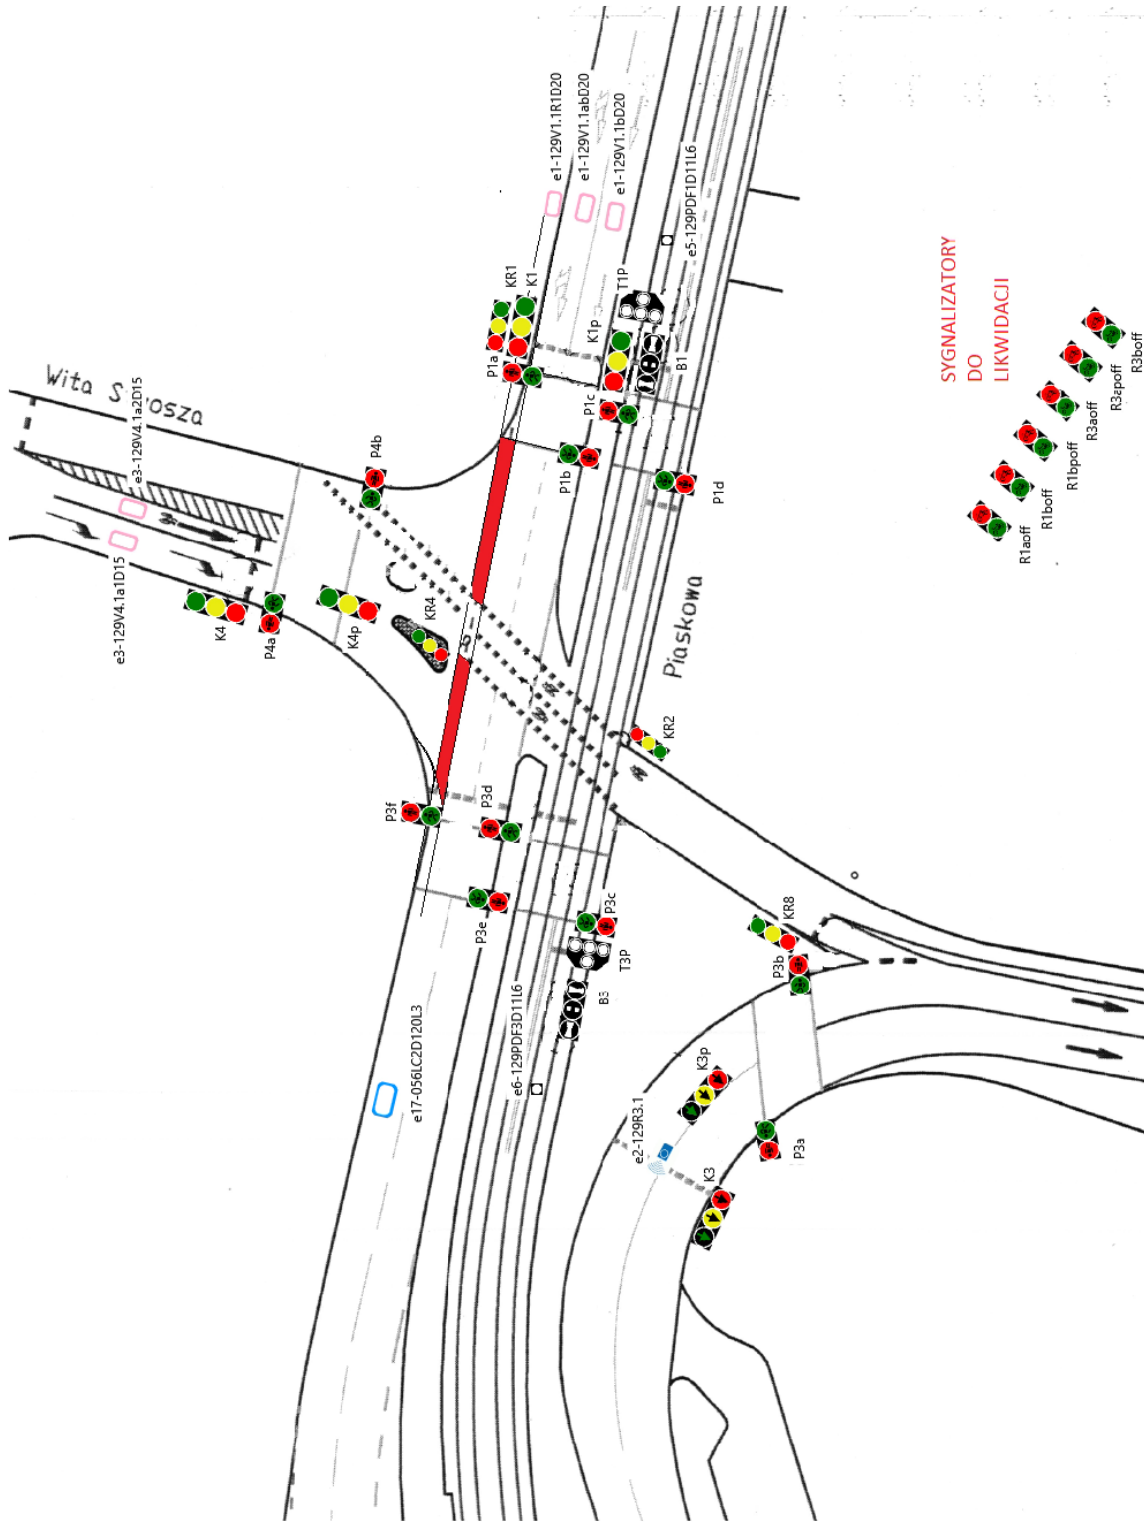 e1-129V1.1R1D20
e1-129V1.1abD20
e1-129V1.1bD20
e5-129PDF1D11L6
KR1
K1
T1P
K1p
B1
P1a
P1c
P1b
P1d
Wita S osza
e3-129V4.1a2D15
e3-129V4.1a1D15
P4b
K4
P4a
K4p
KR4
Piaskowa
KR2
P3f
P3d
P3e
P3c
T3P
B3
KR8
P3b
e17-056LC2D120L3
e6-129PDF3D11L6
e2-129R3.1
K3p
K3
P3a
SYGNALIZATORY
DO
LIKWIDACJI
R1aoff
R1boff
R1bpoff
R3aoff
R3apoff
R3boff